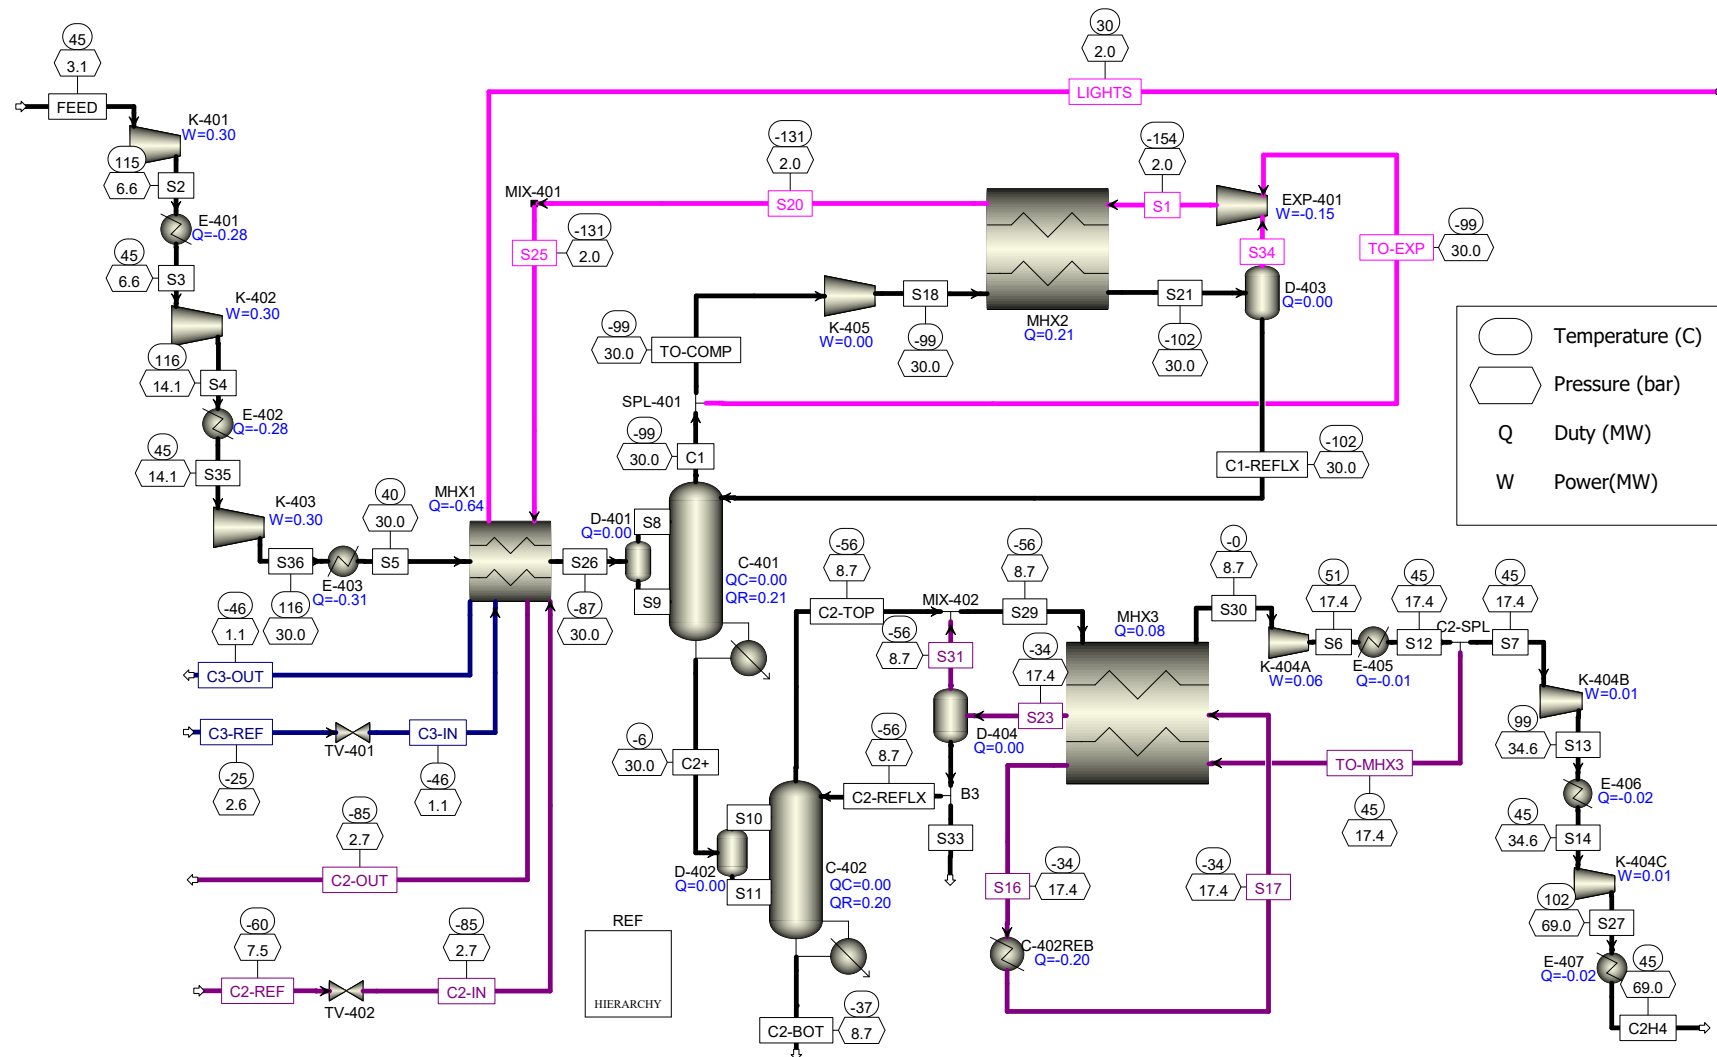 45
3.1
FEED
K-401
W=0.30
115
6.6
S2
E-401
Q=-0.28
45
6.6
S3
K-402
W=0.30
116
14.1
S4
E-402
Q=-0.28
45
14.1
S35
K-403
W=0.30
S36
116
30.0
E-403
Q=-0.31
40
30.0
S5
MHX1
Q=-0.64
S26
-87
30.0
D-401
Q=0.00
S8
S9
C-401
QC=0.00
QR=0.21
-99
30.0
C1
SPL-401
-99
30.0
TO-COMP
K-405
W=0.00
S18
-99
30.0
MHX2
Q=0.21
S21
-102
30.0
D-403
Q=0.00
S34
EXP-401
W=-0.15
-154
2.0
S1
-131
2.0
S20
MIX-401
S25
-131
2.0
30
2.0
LIGHTS
TO-EXP
-99
30.0
C1-REFLX
-102
30.0
Temperature (C)
Pressure (bar)
Q Duty (MW)
W Power(MW)
-46
1.1
C3-OUT
C3-REF
-25
2.6
TV-401
C3-IN
-46
1.1
-85
2.7
C2-OUT
-60
7.5
C2-REF
TV-402
-85
2.7
C2-IN
REF
HIERARCHY
-6
30.0
C2+
S10
D-402
Q=0.00
S11
C-402
QC=0.00
QR=0.20
C2-BOT
-37
8.7
-56
8.7
C2-TOP
MIX-402
-56
8.7
S29
-56
8.7
S31
D-404
Q=0.00
-34
17.4
S23
-56
8.7
C2-REFLX
B3
S33
MHX3
Q=0.08
S16
-34
17.4
C-402REB
Q=-0.20
-34
17.4
S17
TO-MHX3
45
17.4
-0
8.7
S30
K-404A
W=0.06
51
17.4
S6
E-405
Q=-0.01
45
17.4
S12
C2-SPL
45
17.4
S7
K-404B
W=0.01
99
34.6
S13
E-406
Q=-0.02
45
34.6
S14
K-404C
W=0.01
102
69.0
S27
E-407
Q=-0.02
45
69.0
C2H4